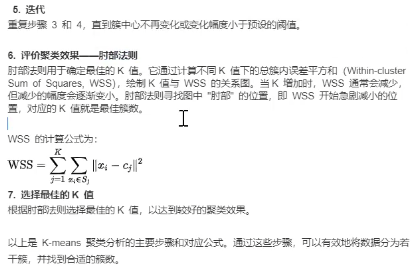 5. 迭代
重复步骤 3 和 4，直到簇中心不再变化或变化幅度小于预设的阈值。
6. 评价聚类效果——肘部法则
肘部法则用于确定最佳的 K 值。它通过计算不同 K 值下的总簇内误差平方和（Within-cluster
Sum of Squares, WSS），绘制 K 值与 WSS 的关系图。当 K 增加时，WSS 通常会减少，
但减少的幅度会逐渐变小。肘部法则寻找图中 "肘部" 的位置，即 WSS 开始急剧减小的位
置，对应的 K 值就是最佳簇数。
WSS 的计算公式为：
WSS = ∑_{j=1}^{K} ∑_{x_i∈S_j} ||x_i − c_j||²
7. 选择最佳的 K 值
根据肘部法则选择最佳的 K 值，以达到较好的聚类效果。
以上是 K-means 聚类分析的主要步骤和对应公式。通过这些步骤，可以有效地将数据分为若
干簇，并找到合适的簇数。